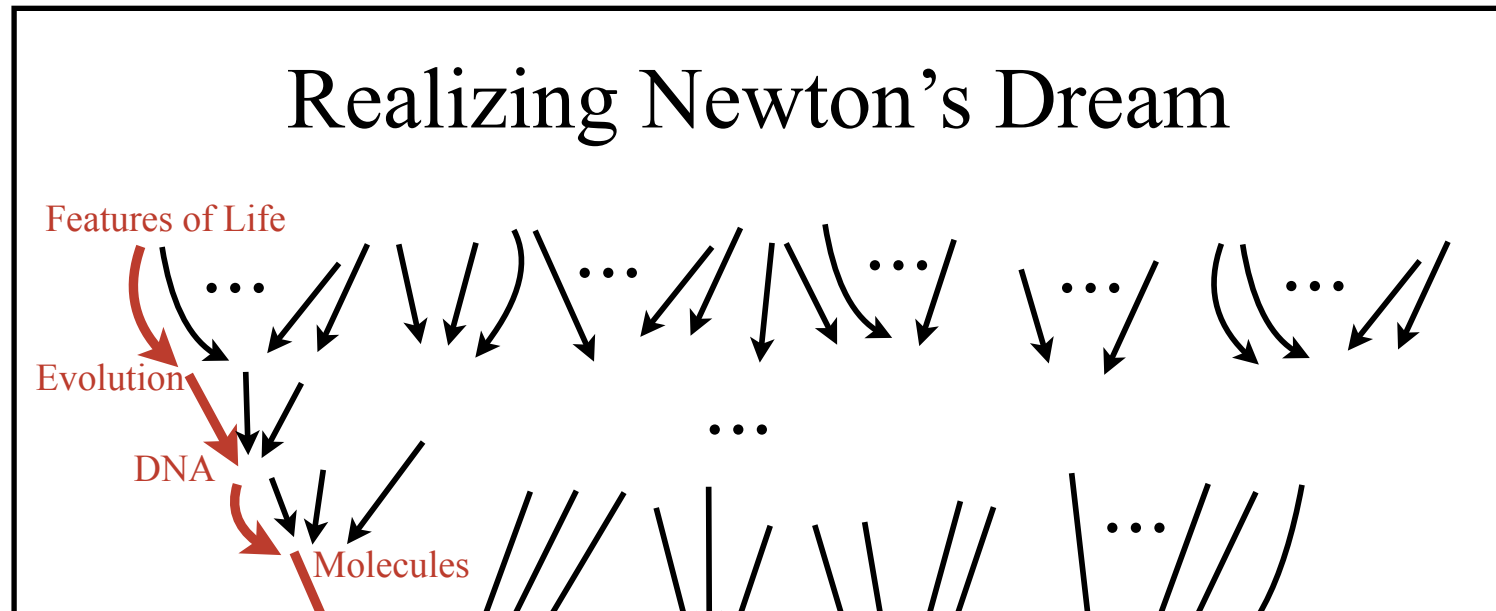 Realizing Newton’s Dream
Features of Life
Evolution
DNA
Molecules